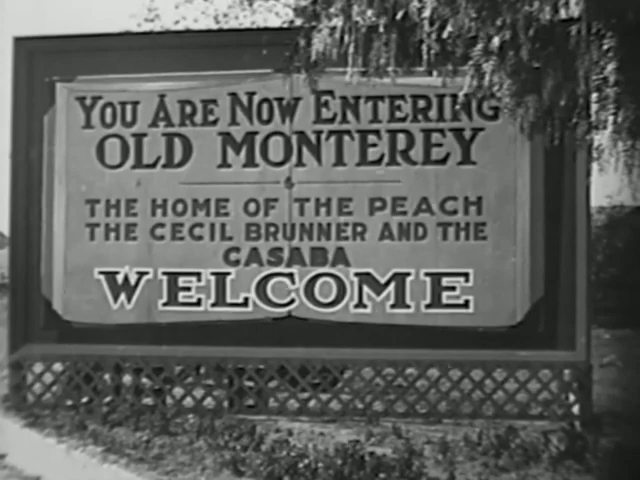 You Are Now Entering
OLD MONTEREY
THE HOME OF THE PEACH
THE CECIL BRUNNER AND THE
CASABA
WELCOME